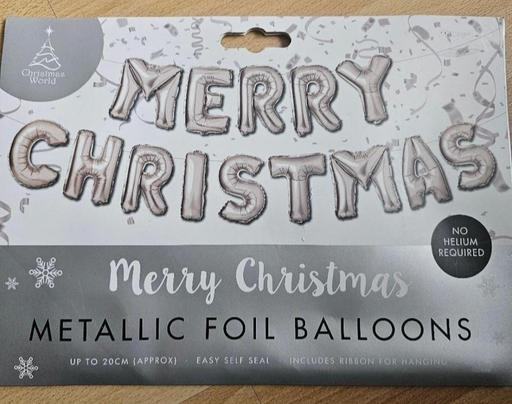 Christmas
World
MERRY
CHRISTMAS
NO
HELIUM
REQUIRED
Merry Christmas
METALLIC FOIL BALLOONS
UP TO 20CM (APPROX) · EASY SELF SEAL · INCLUDES RIBBON FOR HANGING